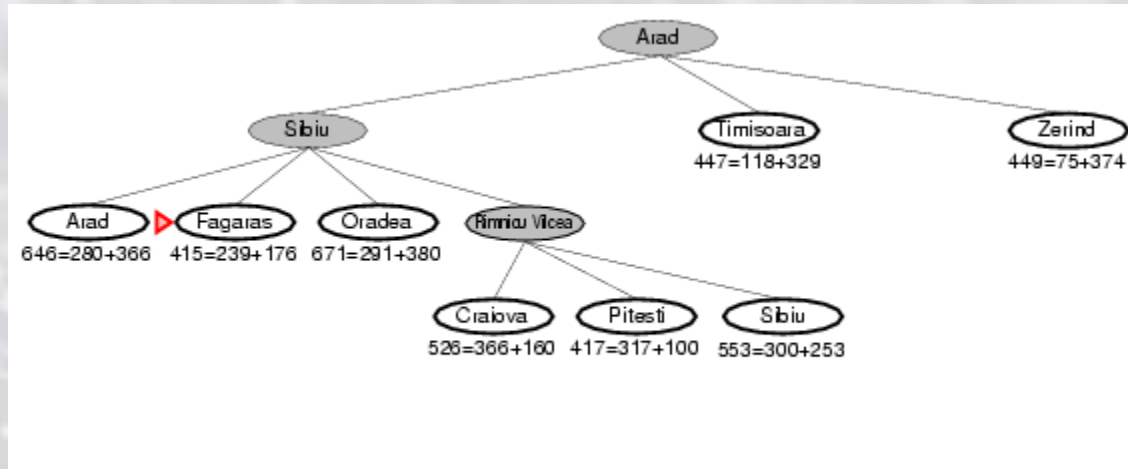 Arad
Sibiu
Timisoara
Zerind
447=118+329
449=75+374
Arad
Fagaras
Oradea
Rimnicu Vilcea
646=280+366
415=239+176
671=291+380
Craiova
Pitesti
Sibiu
526=366+160
417=317+100
553=300+253